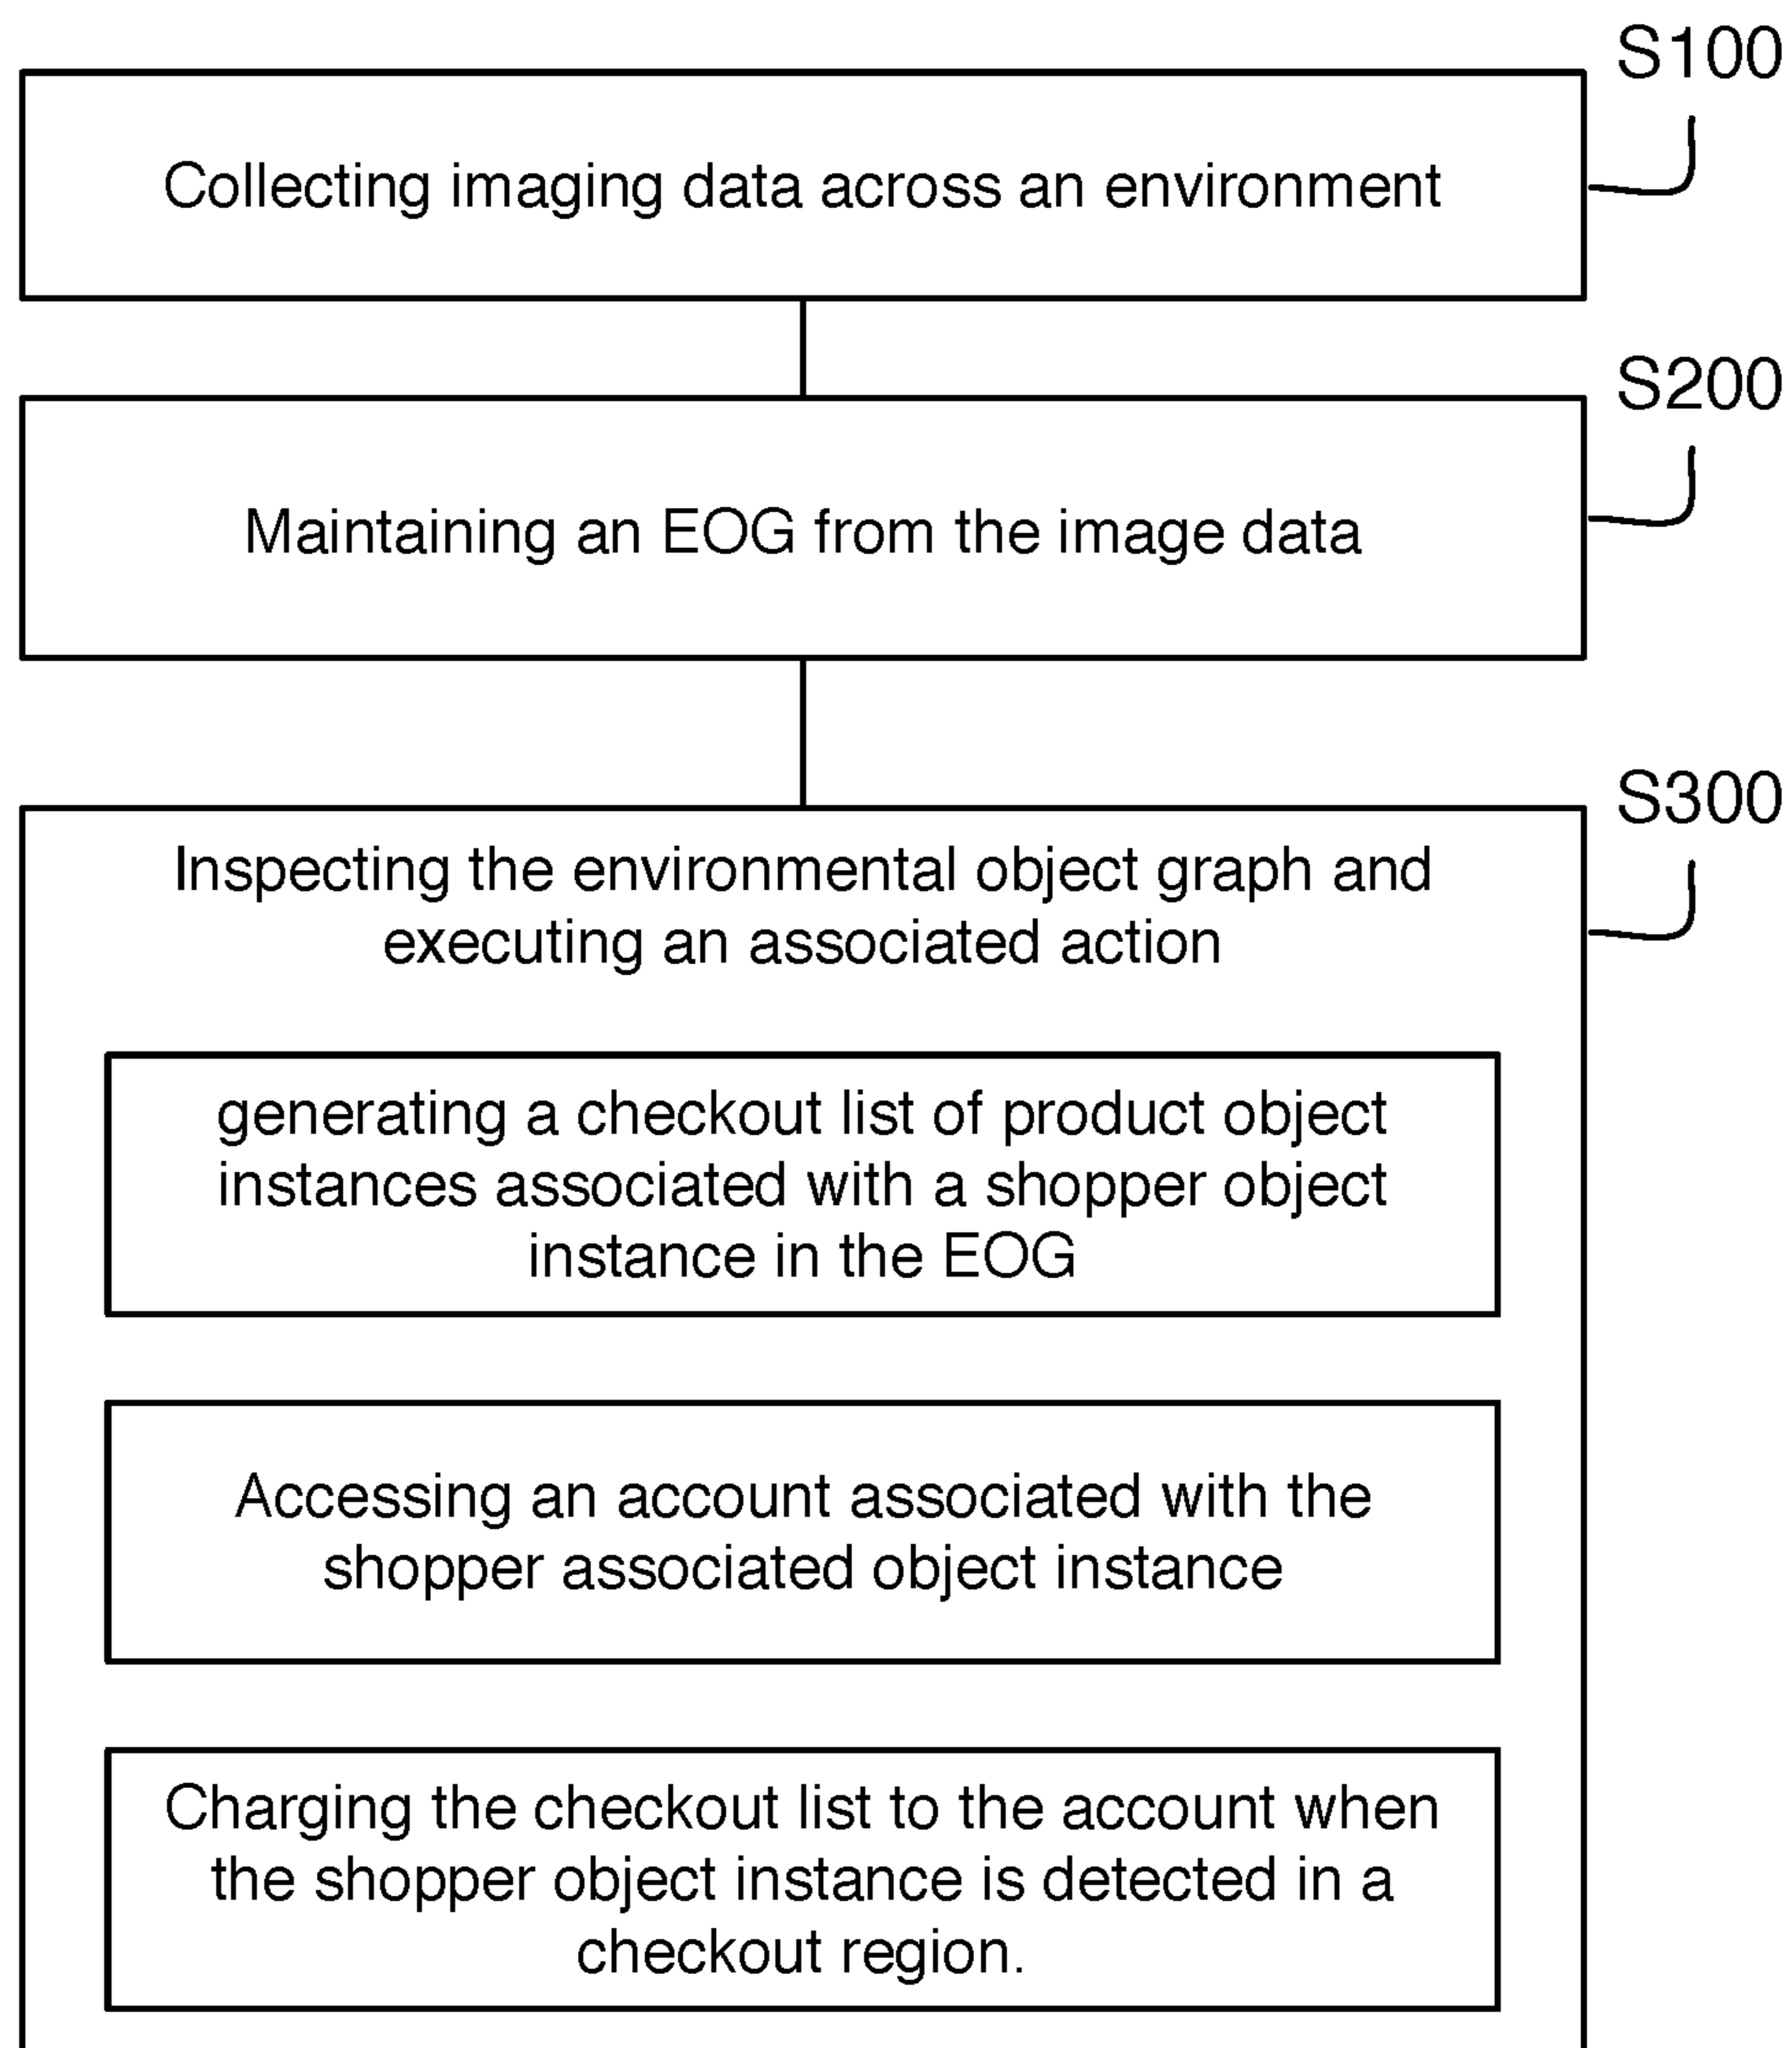 S100
Collecting imaging data across an environment
S200
Maintaining an EOG from the image data
S300
Inspecting the environmental object graph and
executing an associated action
generating a checkout list of product object
instances associated with a shopper object
instance in the EOG
Accessing an account associated with the
shopper associated object instance
Charging the checkout list to the account when
the shopper object instance is detected in a
checkout region.